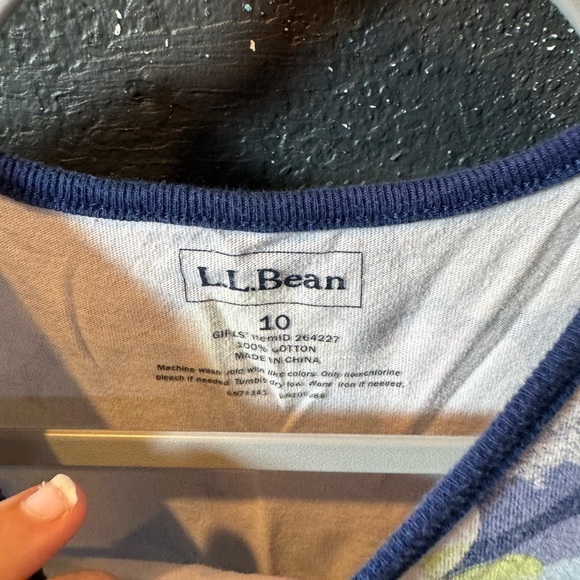 L.L.Bean
10
GIRLS' ItemID 264227
100% COTTON
MADE IN CHINA
Machine wash cold with like colors. Only nonchlorine
bleach if needed. Tumble dry low. Warm iron if needed.